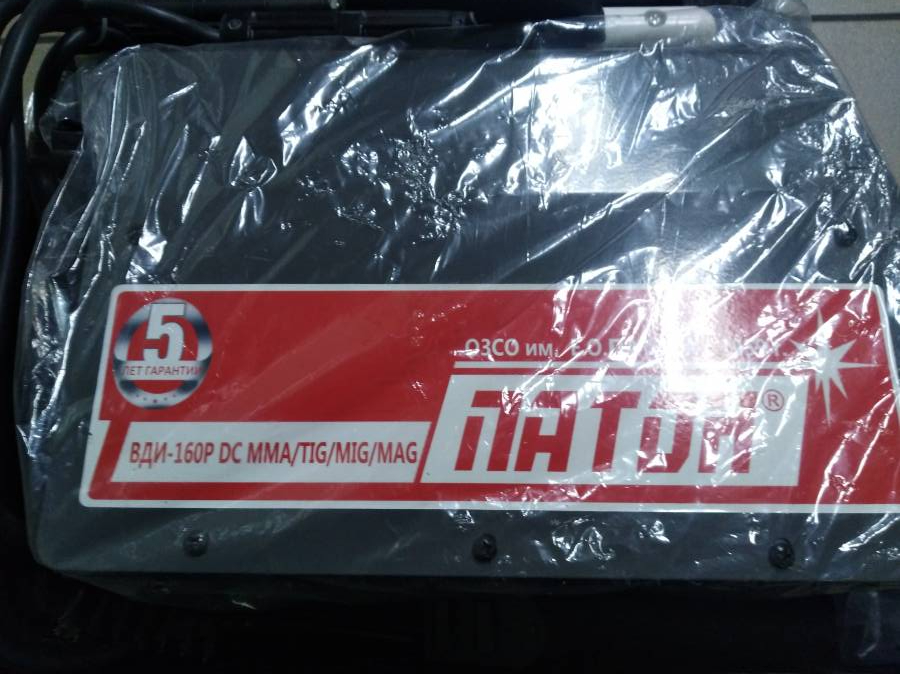 5
ЛЕТ ГАРАНТИИ
ОЗСО им. Е.О.
ПАТОН®
ВДИ-160Р DC MMA/TIG/MIG/MAG